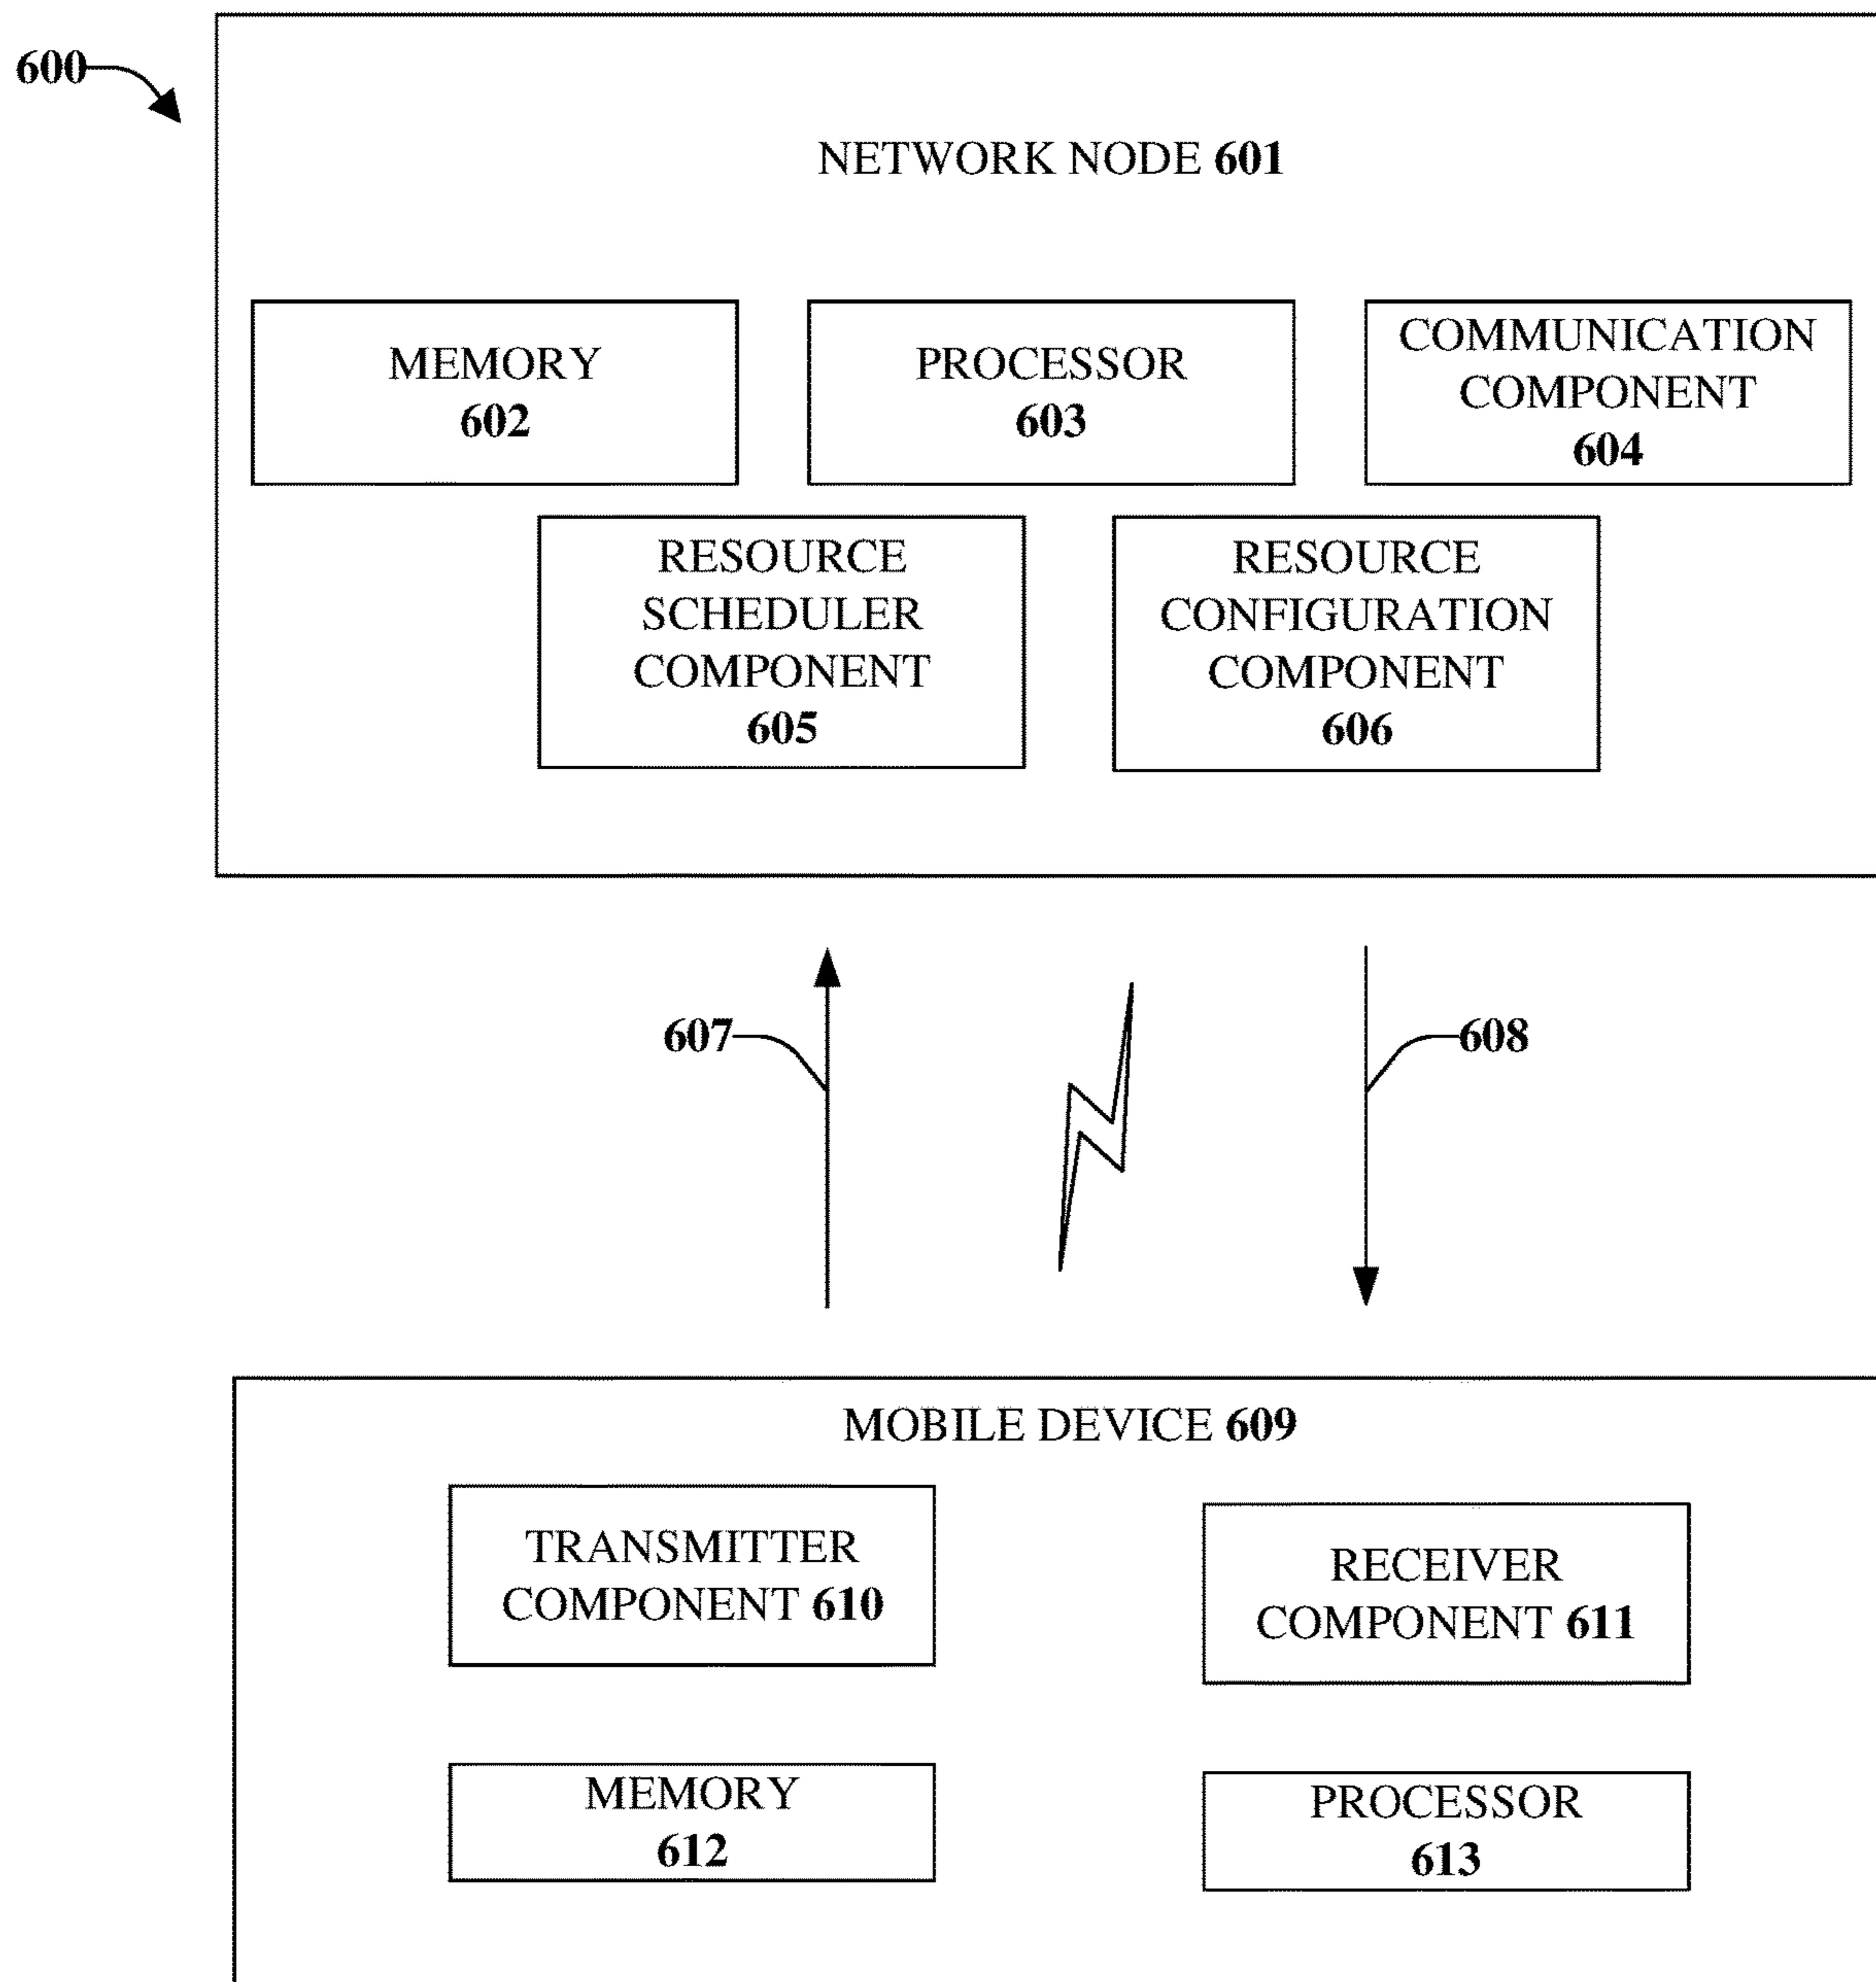 600
NETWORK NODE 601
MEMORY
602
PROCESSOR
603
COMMUNICATION
COMPONENT
604
RESOURCE
SCHEDULER
COMPONENT
605
RESOURCE
CONFIGURATION
COMPONENT
606
607
608
MOBILE DEVICE 609
TRANSMITTER
COMPONENT 610
RECEIVER
COMPONENT 611
MEMORY
612
PROCESSOR
613